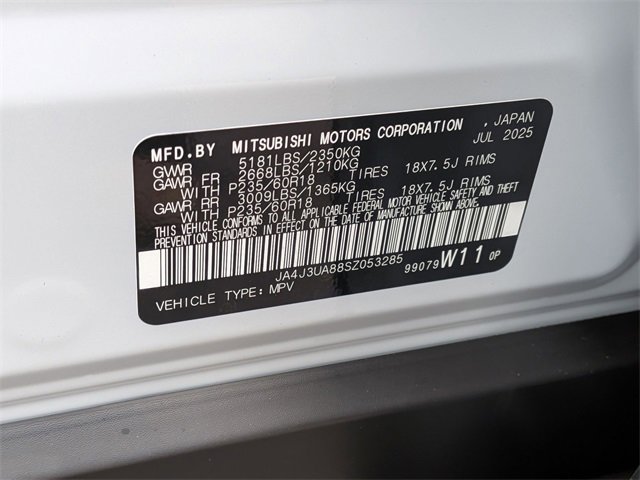 MFD.BY MITSUBISHI MOTORS CORPORATION , JAPAN
GVWR 5181LBS/2350KG JUL 2025
GAWR FR 2668LBS/1210KG
WITH P235/60R18 TIRES 18X7.5J RIMS
GAWR RR 3009LBS/1365KG
WITH P235/60R18 TIRES 18X7.5J RIMS
THIS VEHICLE CONFORMS TO ALL APPLICABLE FEDERAL MOTOR VEHICLE SAFETY AND THEFT
PREVENTION STANDARDS IN EFFECT ON THE DATE OF MANUFACTURE SHOWN ABOVE.
JA4J3UA88SZ053285
99079 W11 0P
VEHICLE TYPE: MPV